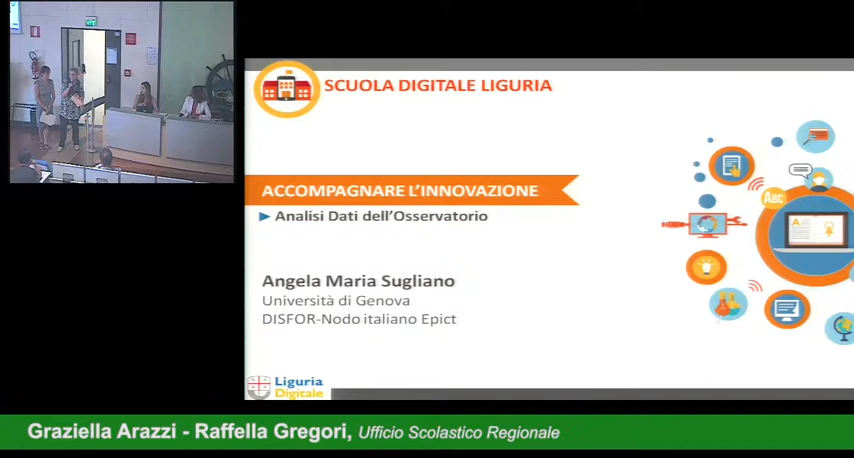 SCUOLA DIGITALE LIGURIA
ACCOMPAGNARE L'INNOVAZIONE
Analisi Dati dell'Osservatorio
Angela Maria Sugliano
Università di Genova
DISFOR-Nodo italiano Epict
ABC
Liguria
Digitale
Graziella Arazzi - Raffella Gregori, Ufficio Scolastico Regionale